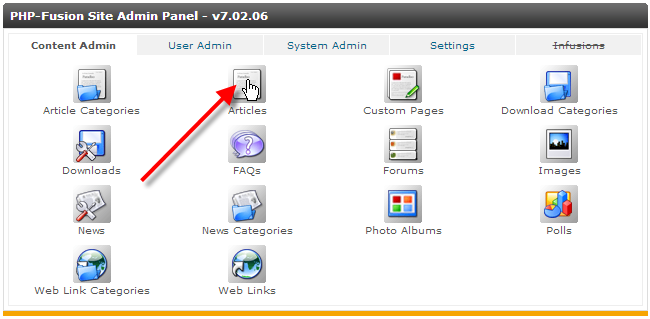 PHP-Fusion Site Admin Panel - v7.02.06
Content Admin User Admin System Admin Settings Infusions
Article Categories Articles Custom Pages Download Categories
Downloads FAQs Forums Images
News News Categories Photo Albums Polls
Web Link Categories Web Links